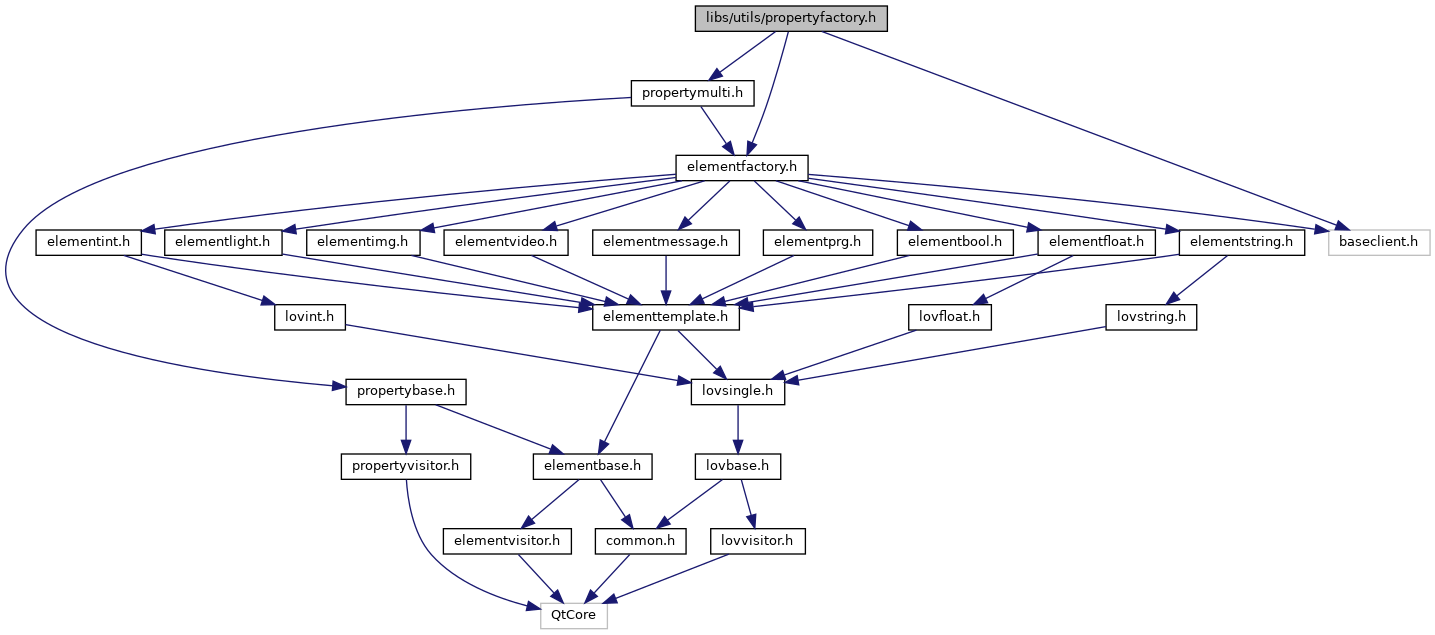 libs/utils/propertyfactory.h
propertymulti.h
elementfactory.h
elementint.h
elementlight.h
elementimg.h
elementvideo.h
elementmessage.h
elementprg.h
elementbool.h
elementfloat.h
elementstring.h
baseclient.h
lovint.h
elementtemplate.h
lovfloat.h
lovstring.h
propertybase.h
lovsingle.h
propertyvisitor.h
elementbase.h
lovbase.h
elementvisitor.h
common.h
lovvisitor.h
QtCore